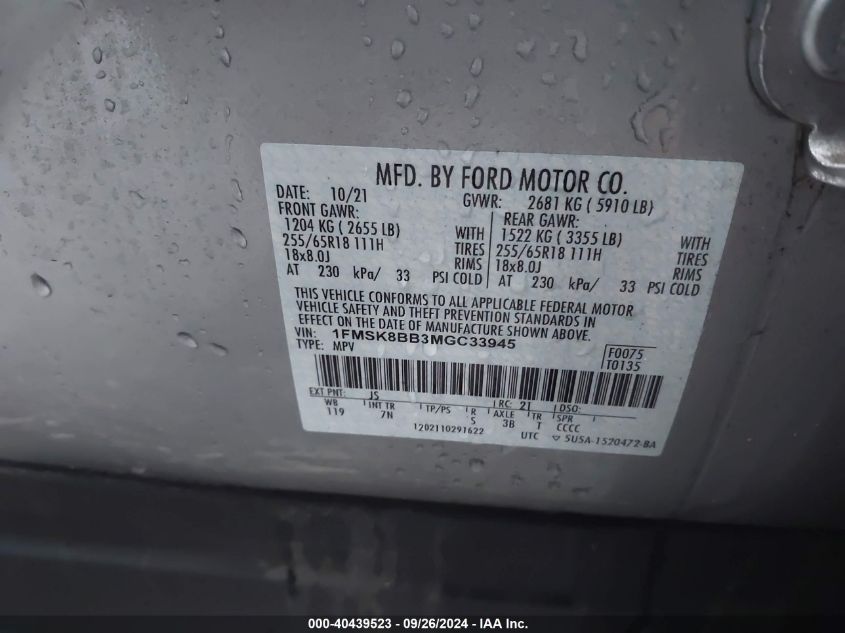 MFD. BY FORD MOTOR CO.
DATE: 10/21 GVWR: 2681 KG ( 5910 LB)
FRONT GAWR: REAR GAWR:
1204 KG ( 2655 LB) WITH 1522 KG ( 3355 LB) WITH
255/65R18 111H TIRES 255/65R18 111H TIRES
18x8.0J RIMS 18x8.0J RIMS
AT 230 kPa/ 33 PSI COLD AT 230 kPa/ 33 PSI COLD
THIS VEHICLE CONFORMS TO ALL APPLICABLE FEDERAL MOTOR
VEHICLE SAFETY AND THEFT PREVENTION STANDARDS IN
EFFECT ON THE DATE OF MANUFACTURE SHOWN ABOVE.
VIN: 1FMSK8BB3MGC33945
TYPE: MPV
F0075
T0135
EXT PNT: JS RC: 21 DSO:
WB INT TR TP/PS R AXLE TR SPR
119 7N S 3B T CCCC
1202110291622 UTC ▽ 5USA-1520472-BA
000-40439523 - 09/26/2024 - IAA Inc.